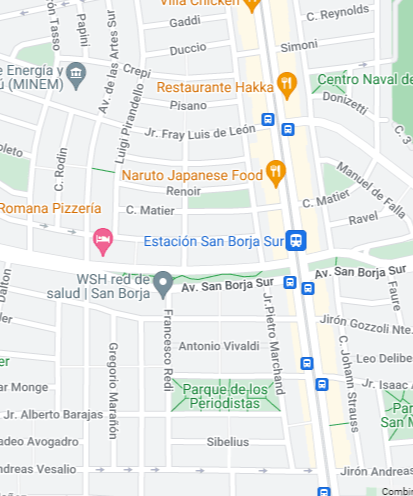 Villa Chicken
Gaddi
C. Reynolds
Papini
Tasso
Duccio
Simoni
Av. de las Artes Sur
e Energía y
(MINEM)
Crepi
Restaurante Hakka
Centro Naval de
Pisano
Donizetti
Luigi Pirandello
Jr. Fray Luis de León
C. 3
oleto
C. Rodin
Naruto Japanese Food
Manuel de Falla
Renoir
C. Matier
Romana Pizzería
C. Matier
Ravel
Estación San Borja Sur
Dalton
WSH red de
salud | San Borja
Av. San Borja Sur
Av. San Borja Sur
Faure
ler
Francesco Redi
Jr. Pietro Marchand
Jirón Gozzoli Nte.
Gregorio Marañón
Antonio Vivaldi
C. Johann Strauss
Leo Delibes
er
ar Monge
Parque de los
Periodistas
Jr. Isaac A
Jr. Alberto Barajas
Par
San M
adeo Avogadro
Sibelius
Andreas Vesalio
Jirón Andreas
Combin